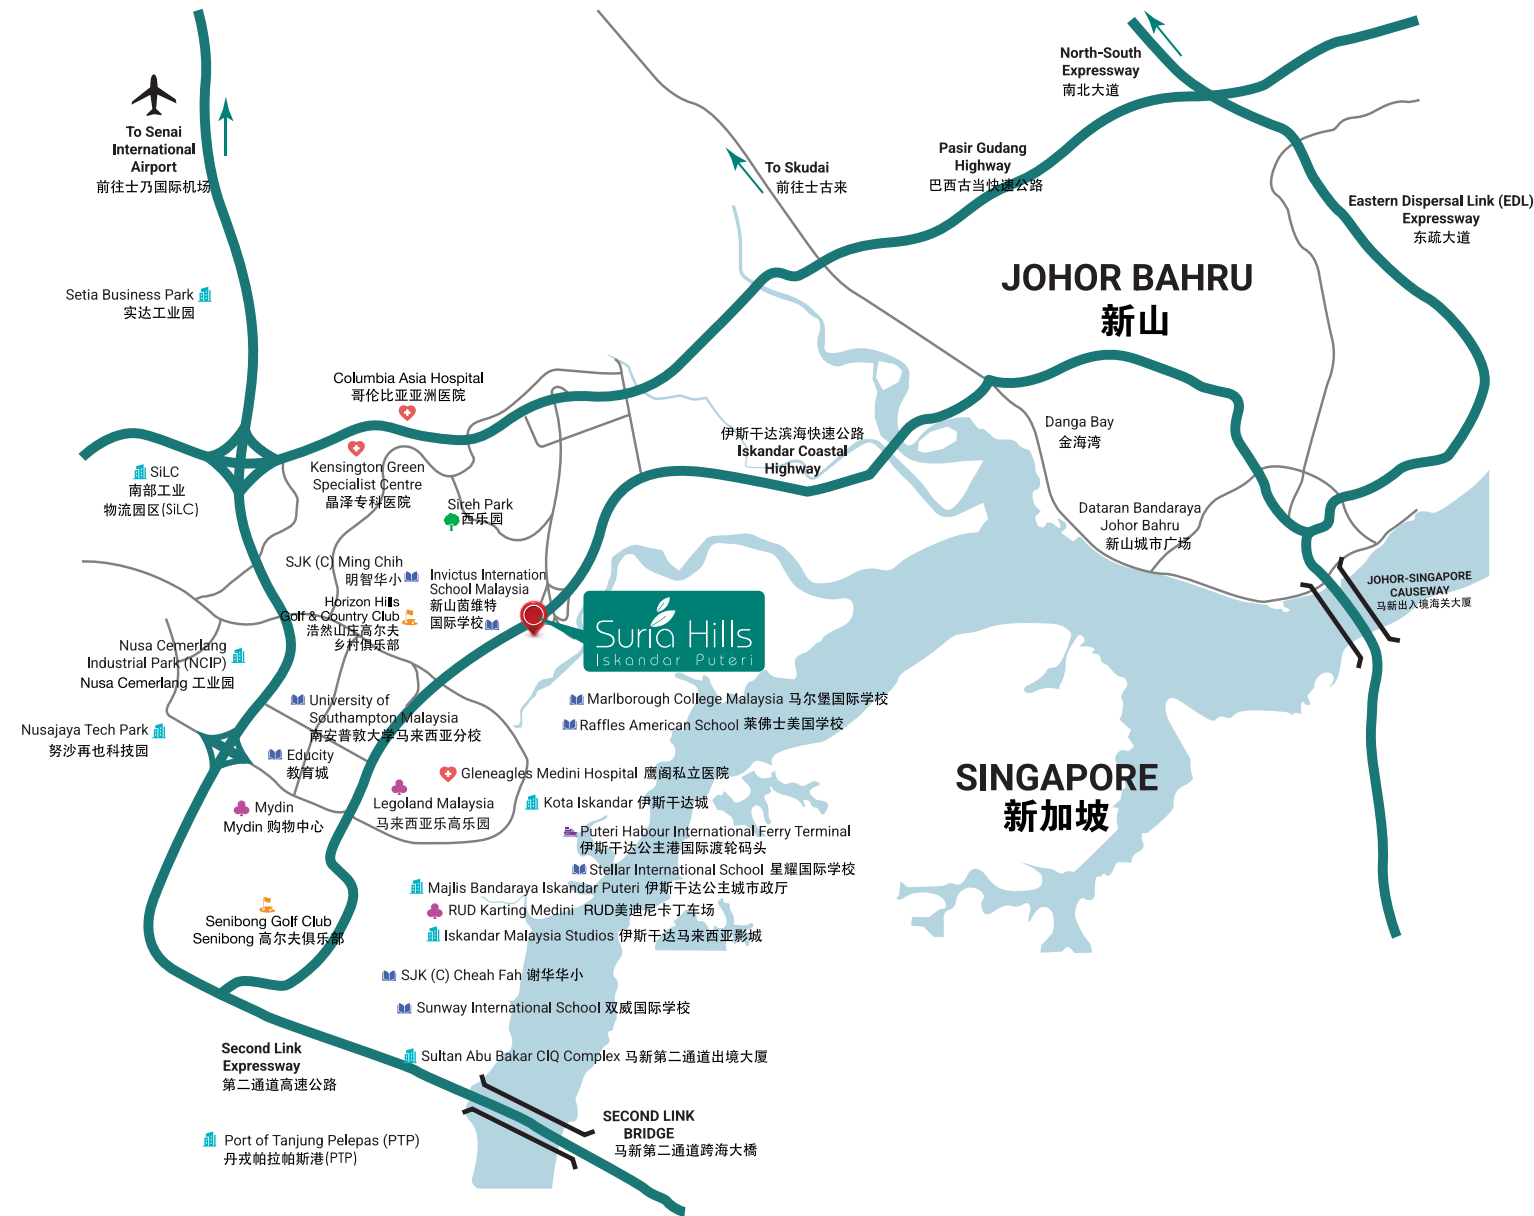 North-South
Expressway
南北大道
To Senai
International
Airport
前往士乃国际机场
To Skudai
前往士古来
Pasir Gudang
Highway
巴西古当快速公路
Eastern Dispersal Link (EDL)
Expressway
东疏大道
JOHOR BAHRU
新山
Setia Business Park
实达工业园
Columbia Asia Hospital
哥伦比亚亚洲医院
伊斯干达滨海快速公路
Iskandar Coastal
Highway
Danga Bay
金海湾
SiLC
南部工业
物流园区(SiLC)
Kensington Green
Specialist Centre
晶泽专科医院
Sireh Park
西乐园
Dataran Bandaraya
Johor Bahru
新山城市广场
SJK (C) Ming Chih
明智华小
Invictus Internation
School Malaysia
新山茵维特
国际学校
JOHOR-SINGAPORE
CAUSEWAY
马新出入境海关大厦
Horizon Hills
Golf & Country Club
浩然山庄高尔夫
乡村俱乐部
Suria Hills
Iskandar Puteri
Nusa Cemerlang
Industrial Park (NCIP)
Nusa Cemerlang 工业园
University of
Southampton Malaysia
南安普敦大学马来西亚分校
Marlborough College Malaysia 马尔堡国际学校
Raffles American School 莱佛士美国学校
Nusajaya Tech Park
努沙再也科技园
Educity
教育城
Gleneagles Medini Hospital 鹰阁私立医院
SINGAPORE
新加坡
Mydin
Mydin 购物中心
Legoland Malaysia
马来西亚乐高乐园
Kota Iskandar 伊斯干达城
Puteri Habour International Ferry Terminal
伊斯干达公主港国际渡轮码头
Stellar International School 星耀国际学校
Majlis Bandaraya Iskandar Puteri 伊斯干达公主城市政厅
RUD Karting Medini RUD美迪尼卡丁车场
Iskandar Malaysia Studios 伊斯干达马来西亚影城
Senibong Golf Club
Senibong 高尔夫俱乐部
SJK (C) Cheah Fah 谢华华小
Sunway International School 双威国际学校
Second Link
Expressway
第二通道高速公路
Sultan Abu Bakar CIQ Complex 马新第二通道出境大厦
SECOND LINK
BRIDGE
马新第二通道跨海大橋
Port of Tanjung Pelepas (PTP)
丹戎帕拉帕斯港(PTP)